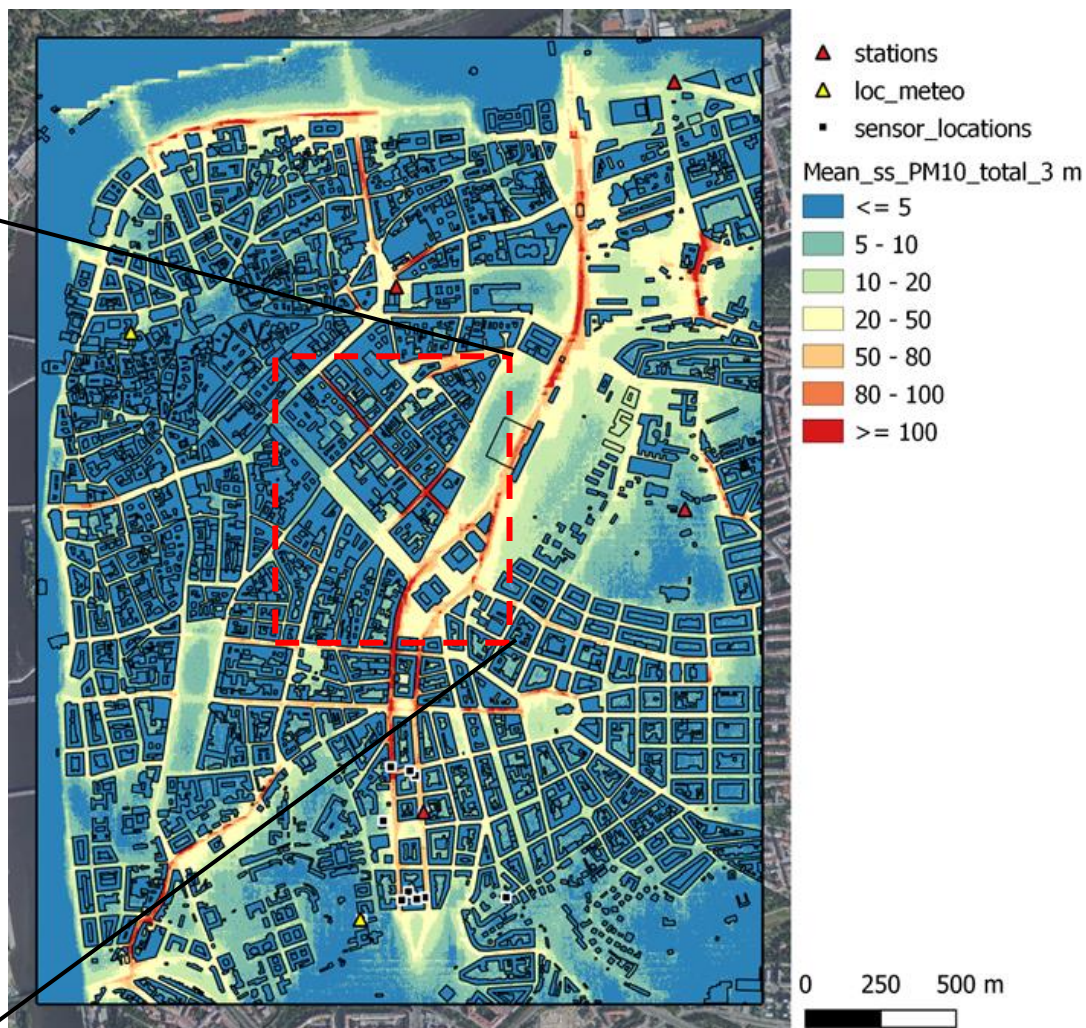 stations
loc_meteo
sensor_locations
Mean_ss_PM10_total_3 m
<= 5
5 - 10
10 - 20
20 - 50
50 - 80
80 - 100
>= 100
0 250 500 m